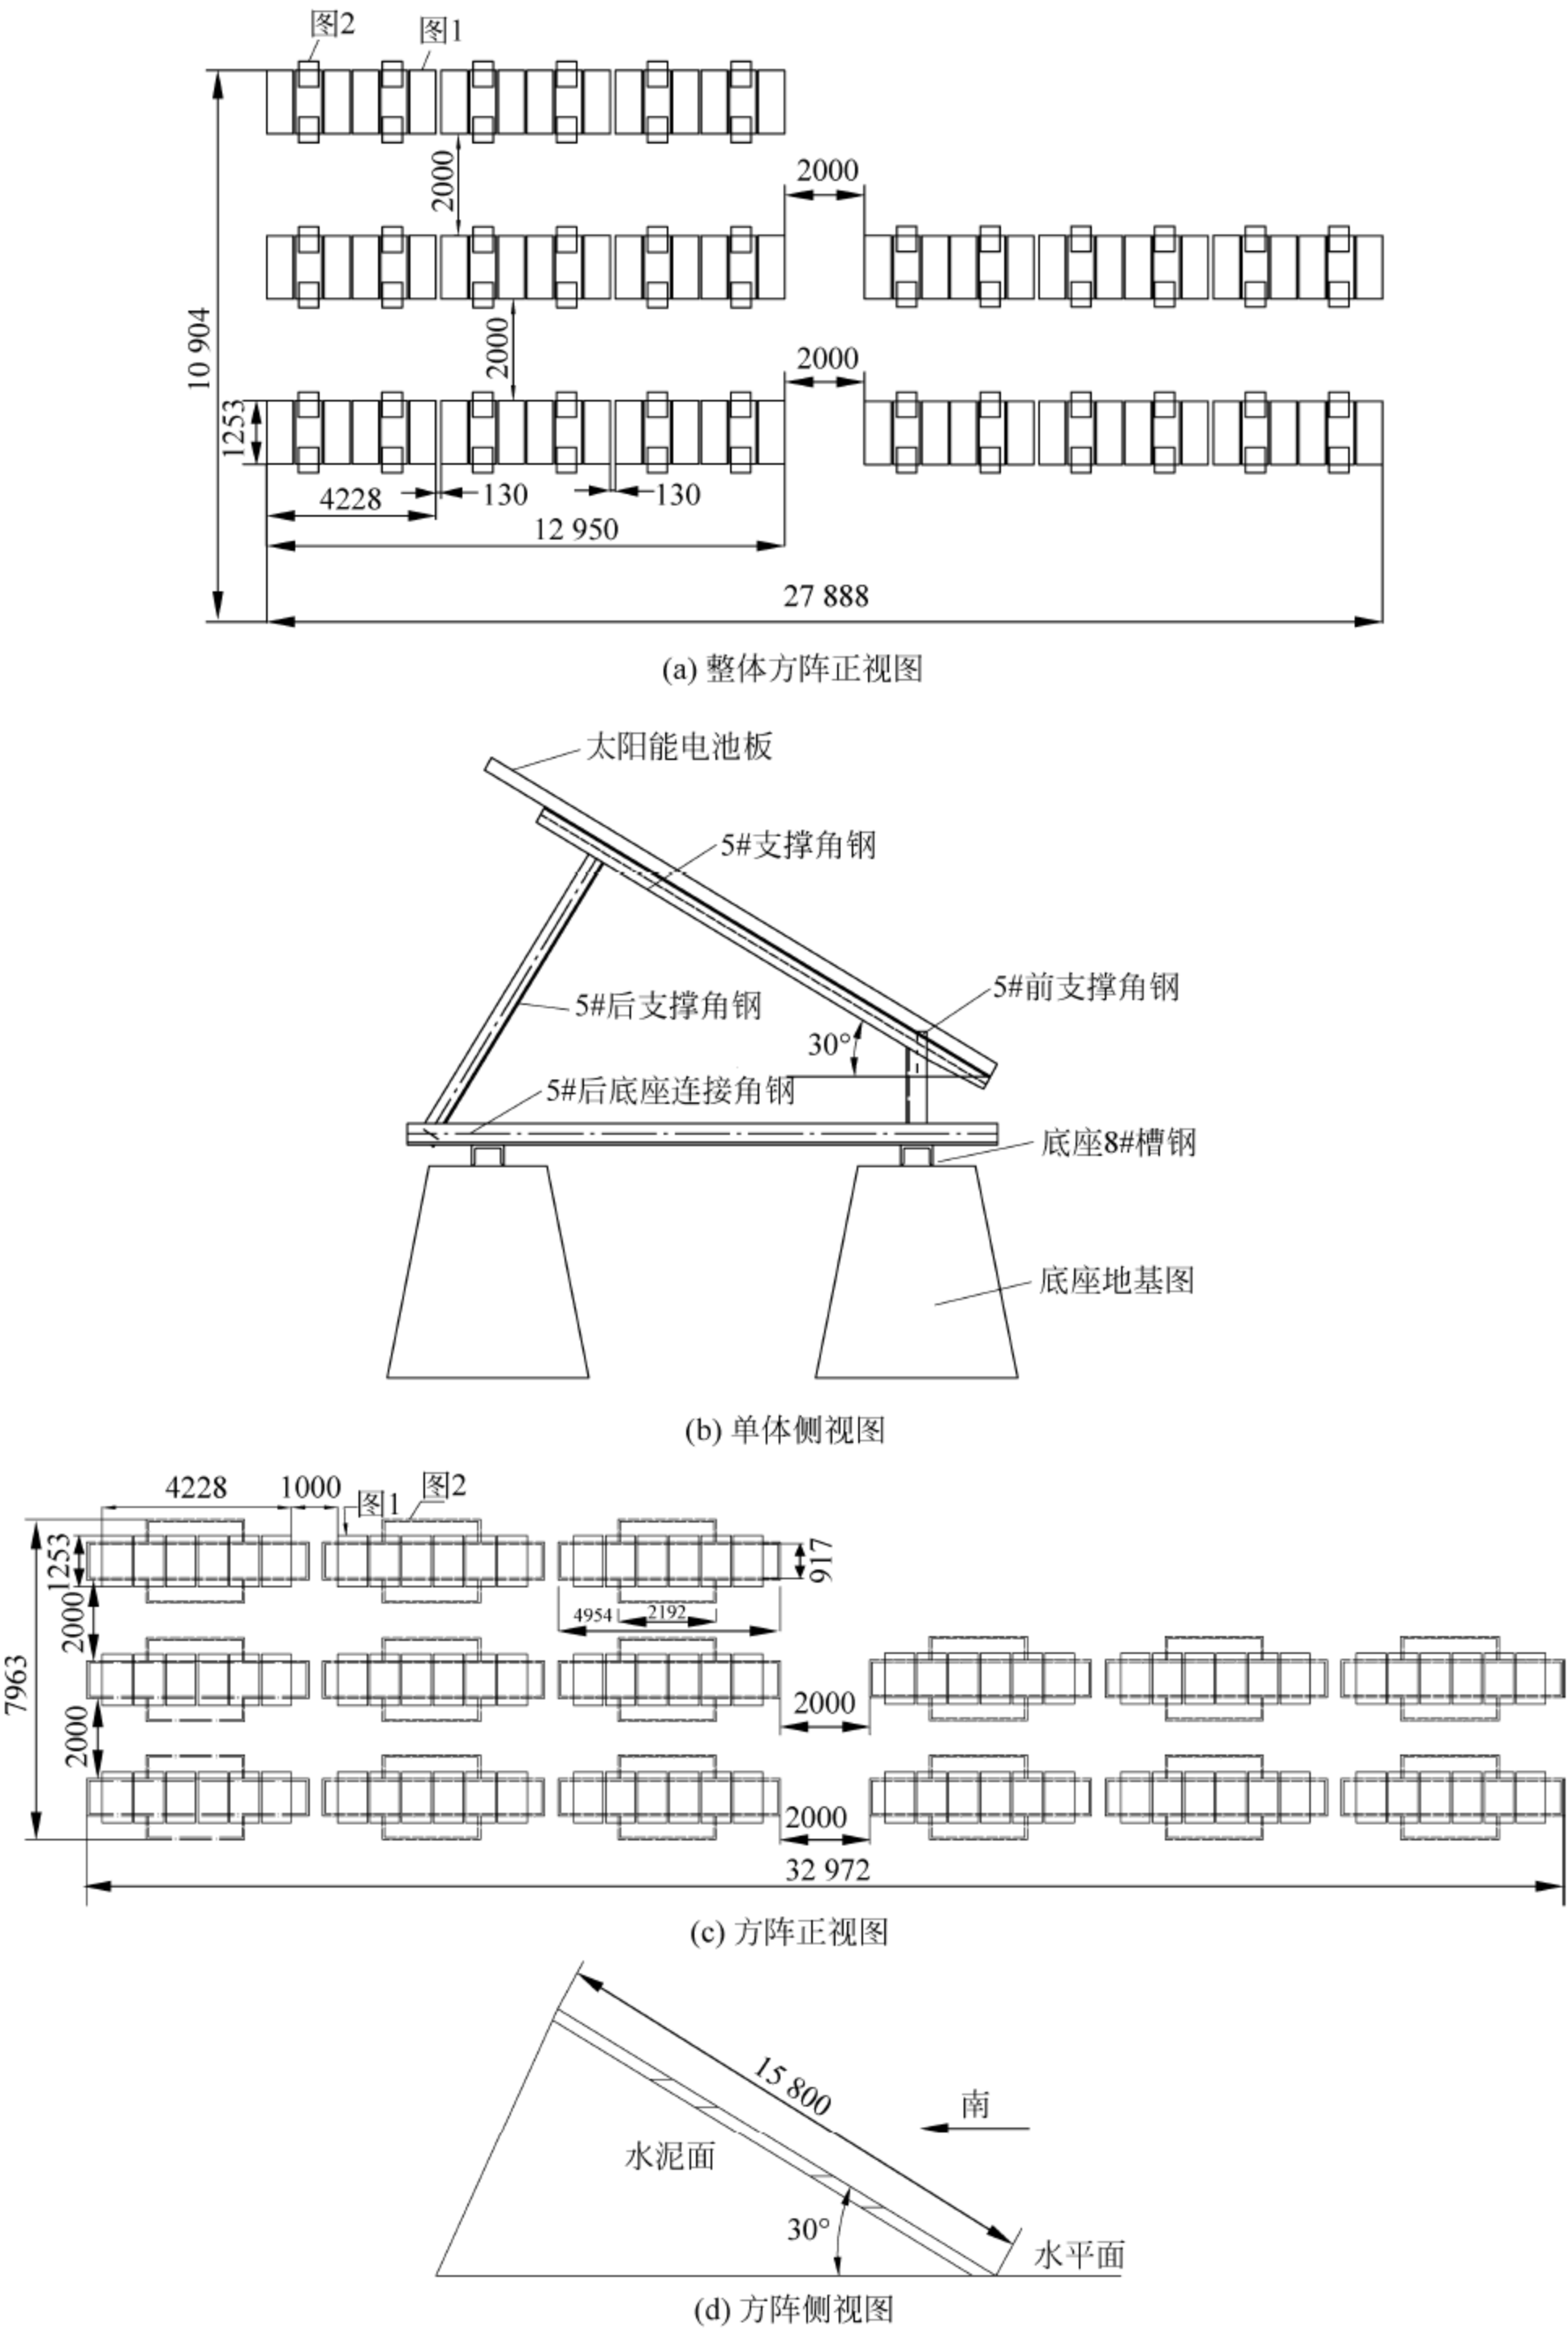 图2
图1
2000
2000
10 904
2000
2000
1253
4228
130
130
12 950
27 888
(a) 整体方阵正视图
太阳能电池板
5#支撑角钢
5#前支撑角钢
5#后支撑角钢
30°
5#后底座连接角钢
底座8#槽钢
底座地基图
(b) 单体侧视图
4228
1000
图1
图2
1253
917
2000
4954
2192
7963
2000
2000
2000
32 972
(c) 方阵正视图
15 800
南
水泥面
30°
水平面
(d) 方阵侧视图